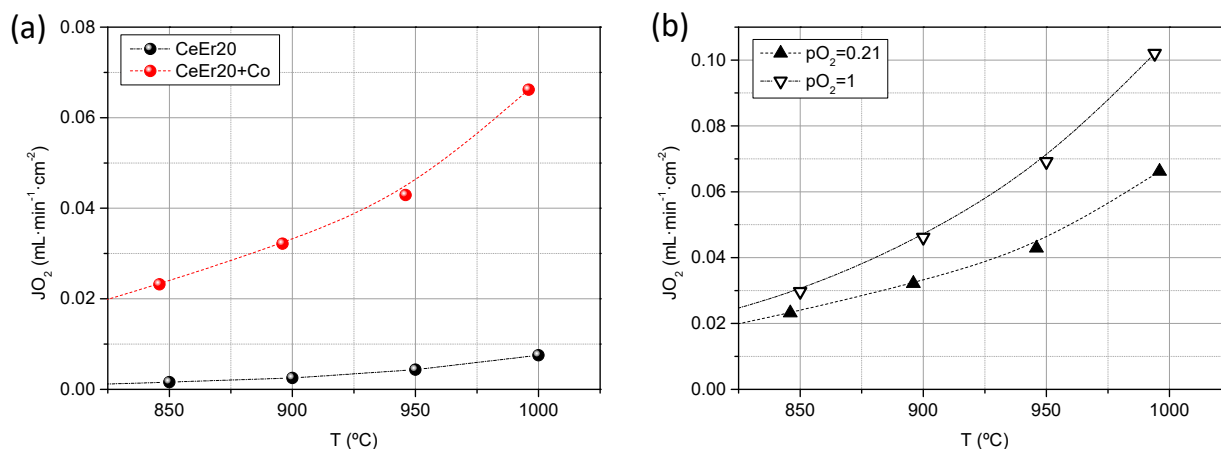 (a)
0.08
0.06
0.04
0.02
0.00
JO₂ (mL·min⁻¹·cm⁻²)
CeEr20
CeEr20+Co
850 900 950 1000
T (ºC)
(b)
0.10
0.08
0.06
0.04
0.02
0.00
JO₂ (mL·min⁻¹·cm⁻²)
pO₂=0.21
pO₂=1
850 900 950 1000
T (ºC)